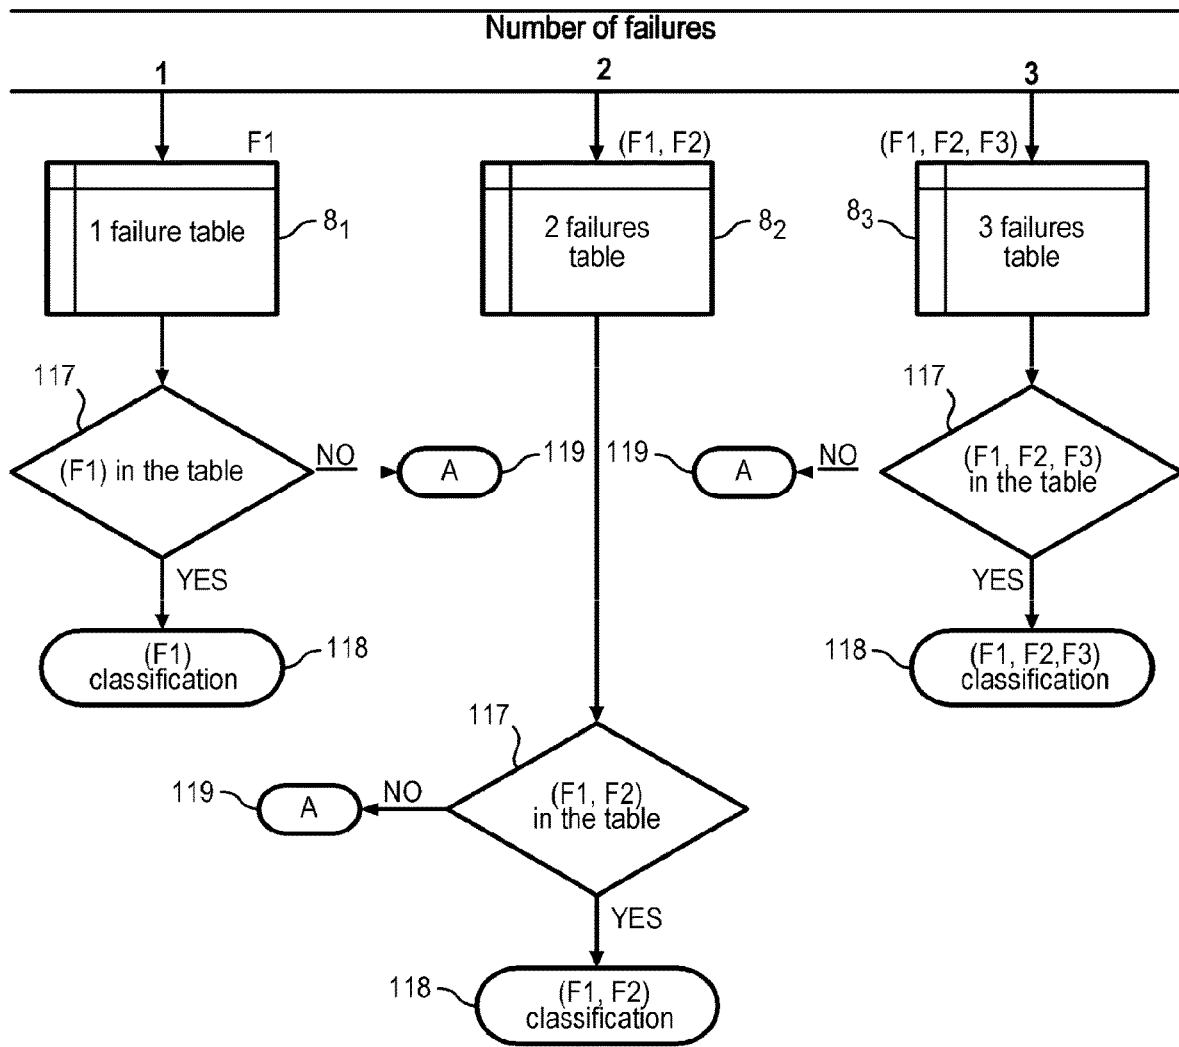 Number of failures
1 2 3
F1 (F1, F2) (F1, F2, F3)
1 failure table
8₁
2 failures
table
8₂
8₃
3 failures
table
117
(F1) in the table
NO
A
119
119
A
NO
117
(F1, F2, F3)
in the table
YES
YES
(F1)
classification
118
118
(F1, F2,F3)
classification
117
(F1, F2)
in the table
NO
A
119
YES
118
(F1, F2)
classification